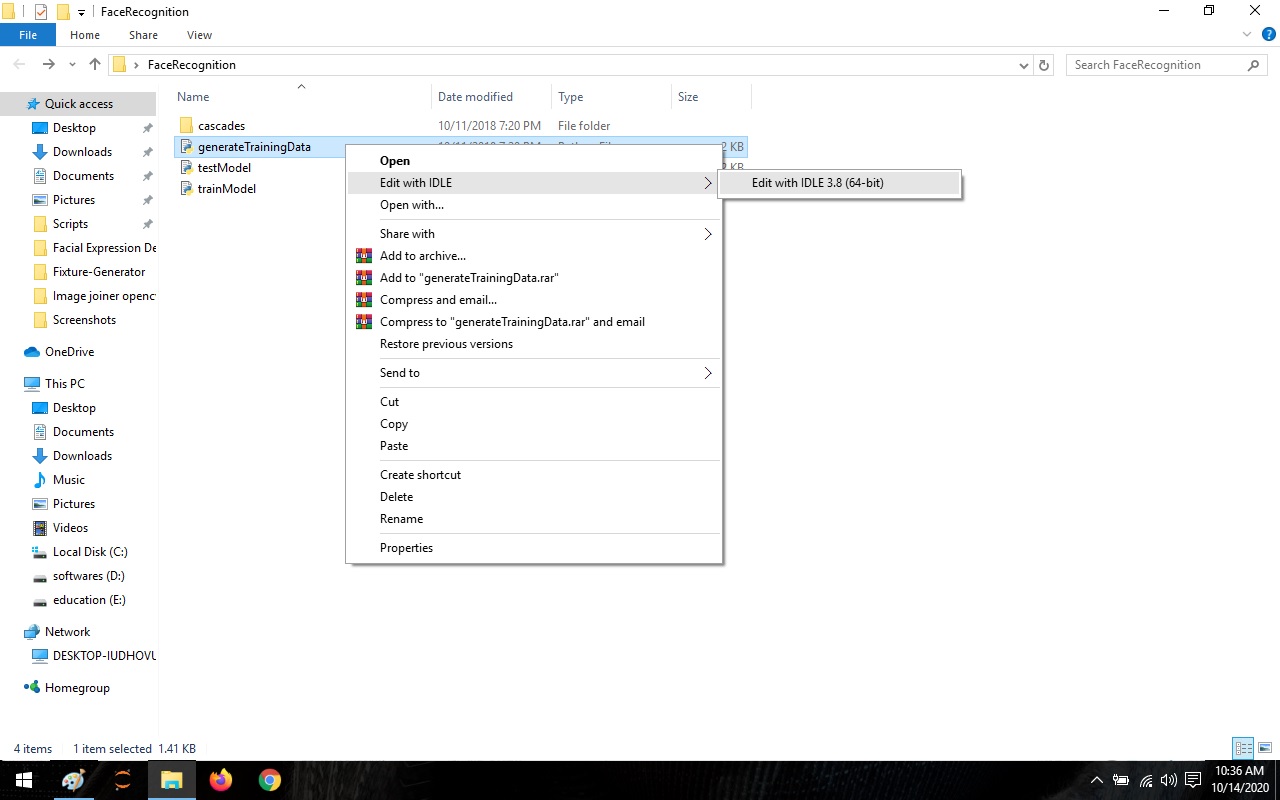 FaceRecognition
File Home Share View
FaceRecognition
Search FaceRecognition
Name Date modified Type Size
Quick access
Desktop
Downloads
Documents
Pictures
Scripts
Facial Expression De
Fixture-Generator
Image joiner openc
Screenshots
OneDrive
This PC
Desktop
Documents
Downloads
Music
Pictures
Videos
Local Disk (C:)
softwares (D:)
education (E:)
Network
DESKTOP-IUDHOVU
Homegroup
cascades 10/11/2018 7:20 PM File folder
generateTrainingData 2 KB
testModel 2 KB
trainModel
Open
Edit with IDLE
Open with...
Share with
Add to archive...
Add to "generateTrainingData.rar"
Compress and email...
Compress to "generateTrainingData.rar" and email
Restore previous versions
Send to
Cut
Copy
Paste
Create shortcut
Delete
Rename
Properties
Edit with IDLE 3.8 (64-bit)
4 items 1 item selected 1.41 KB
10:36 AM
10/14/2020